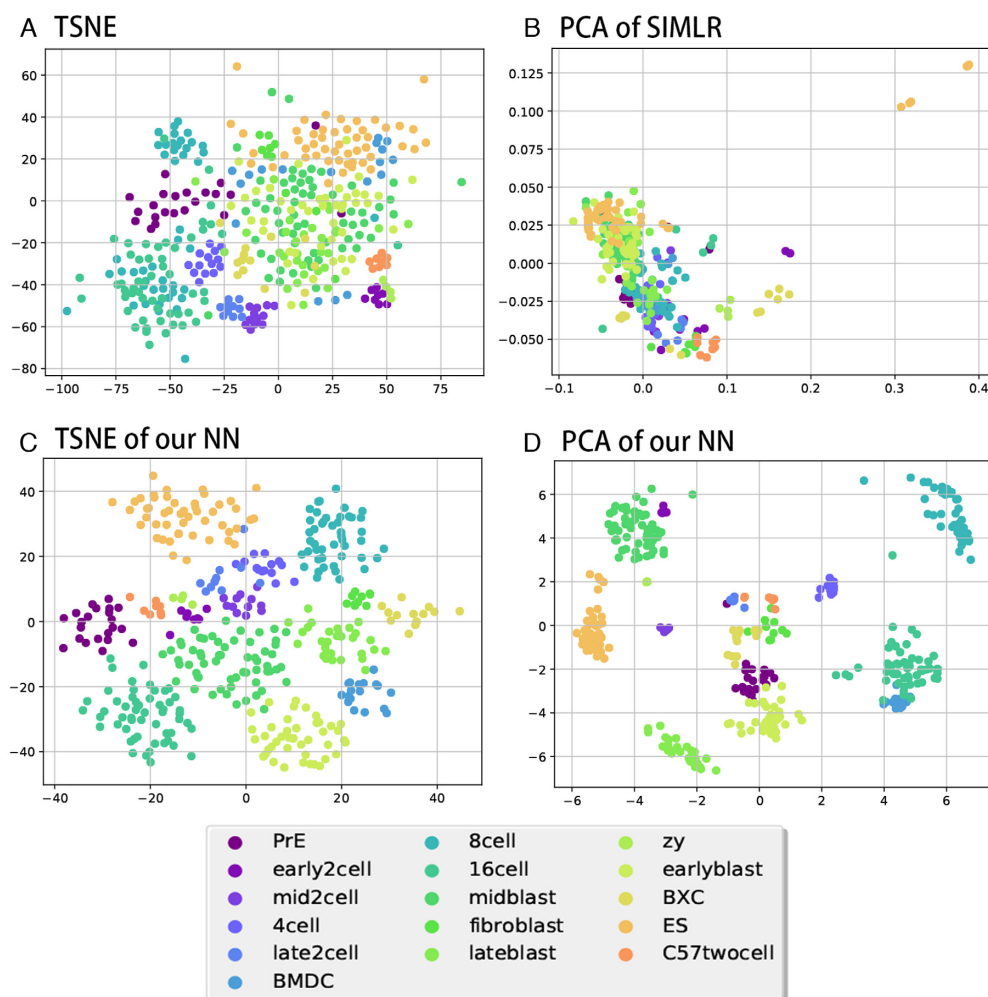 A TSNE
B PCA of SIMLR
60
40
20
0
−20
−40
−60
−80
−100 −75 −50 −25 0 25 50 75
0.125
0.100
0.075
0.050
0.025
0.000
−0.025
−0.050
−0.1 0.0 0.1 0.2 0.3 0.4
C TSNE of our NN
D PCA of our NN
40
20
0
−20
−40
−40 −20 0 20 40
6
4
2
0
−2
−4
−6
−6 −4 −2 0 2 4 6
PrE
early2cell
mid2cell
4cell
late2cell
BMDC
8cell
16cell
midblast
fibroblast
lateblast
zy
earlyblast
BXC
ES
C57twocell